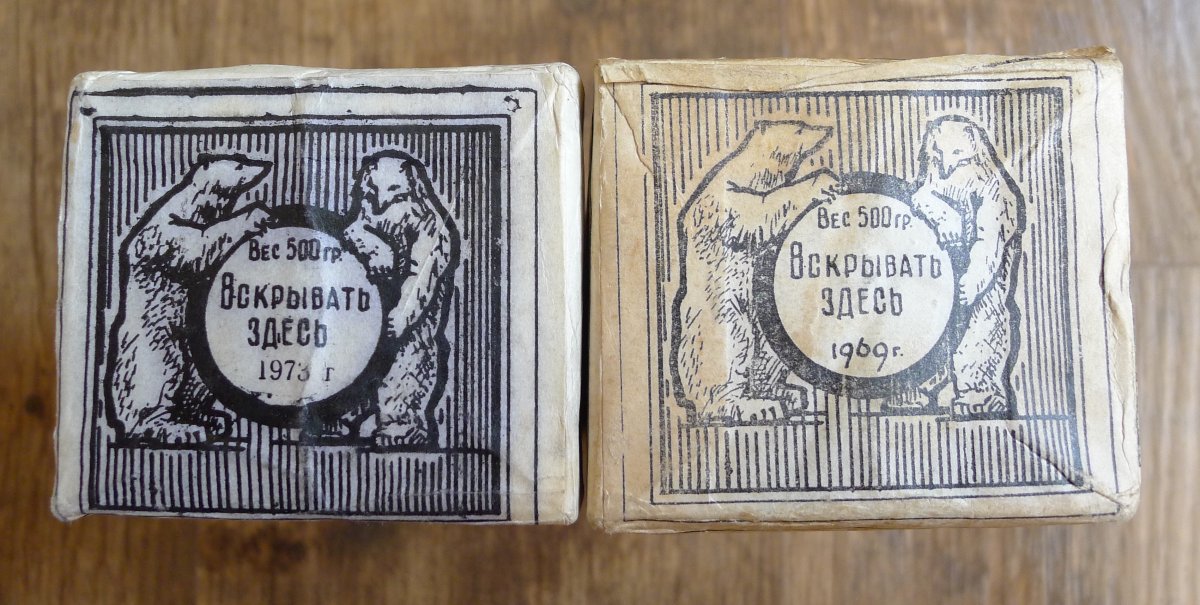 Вес 500 гр.
Вскрывать
здесь
1973 г
Вес 500 гр.
Вскрывать
здесь
1969 г.